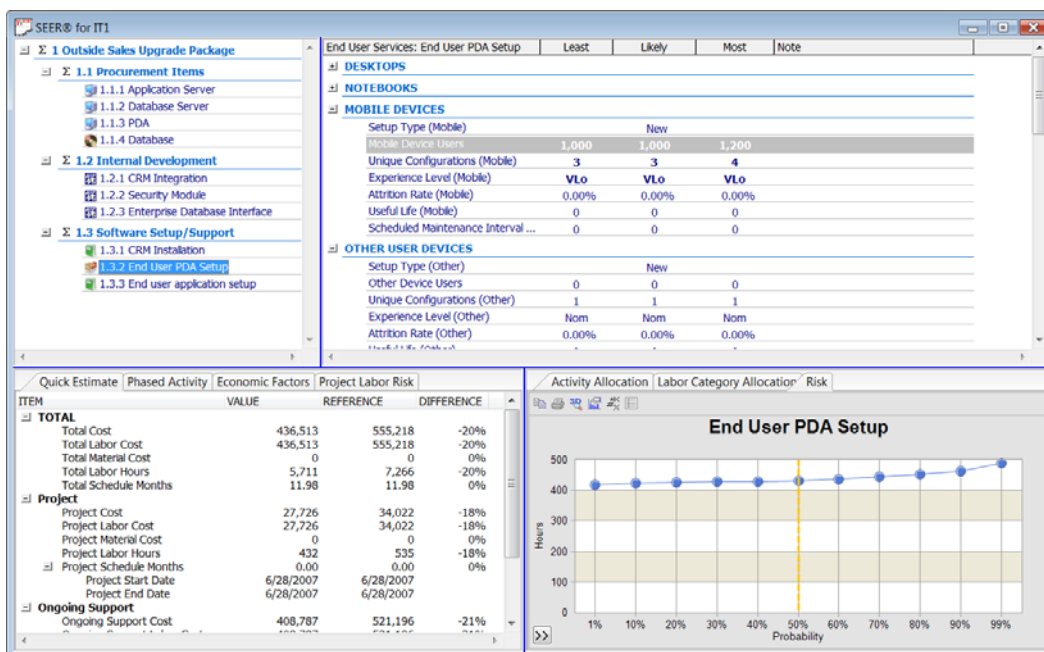 SEER® for IT1
Σ 1 Outside Sales Upgrade Package
Σ 1.1 Procurement Items
1.1.1 Application Server
1.1.2 Database Server
1.1.3 PDA
1.1.4 Database
Σ 1.2 Internal Development
1.2.1 CRM Integration
1.2.2 Security Module
1.2.3 Enterprise Database Interface
Σ 1.3 Software Setup/Support
1.3.1 CRM Installation
1.3.2 End User PDA Setup
1.3.3 End user application setup
End User Services: End User PDA Setup Least Likely Most Note
DESKTOPS
NOTEBOOKS
MOBILE DEVICES
Setup Type (Mobile) New
Mobile Device Users 1,000 1,000 1,200
Unique Configurations (Mobile) 3 3 4
Experience Level (Mobile) VLo VLo VLo
Attrition Rate (Mobile) 0.00% 0.00% 0.00%
Useful Life (Mobile) 0 0 0
Scheduled Maintenance Interval ... 0 0 0
OTHER USER DEVICES
Setup Type (Other) New
Other Device Users 0 0 0
Unique Configurations (Other) 1 1 1
Experience Level (Other) Nom Nom Nom
Attrition Rate (Other) 0.00% 0.00% 0.00%
Quick Estimate Phased Activity Economic Factors Project Labor Risk
ITEM VALUE REFERENCE DIFFERENCE
TOTAL
Total Cost 436,513 555,218 -20%
Total Labor Cost 436,513 555,218 -20%
Total Material Cost 0 0 0%
Total Labor Hours 5,711 7,266 -20%
Total Schedule Months 11.98 11.98 0%
Project
Project Cost 27,726 34,022 -18%
Project Labor Cost 27,726 34,022 -18%
Project Material Cost 0 0 0%
Project Labor Hours 432 535 -18%
Project Schedule Months 0.00 0.00 0%
Project Start Date 6/28/2007 6/28/2007
Project End Date 6/28/2007 6/28/2007
Ongoing Support
Ongoing Support Cost 408,787 521,196 -21%
Activity Allocation Labor Category Allocation Risk
End User PDA Setup
500
400
300
200
100
0
Hours
1% 10% 20% 30% 40% 50% 60% 70% 80% 90% 99%
Probability